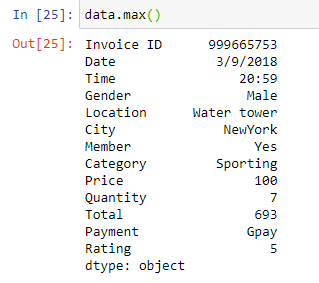 In [25]: data.max()
Out[25]: Invoice ID 999665753
Date 3/9/2018
Time 20:59
Gender Male
Location Water tower
City NewYork
Member Yes
Category Sporting
Price 100
Quantity 7
Total 693
Payment Gpay
Rating 5
dtype: object